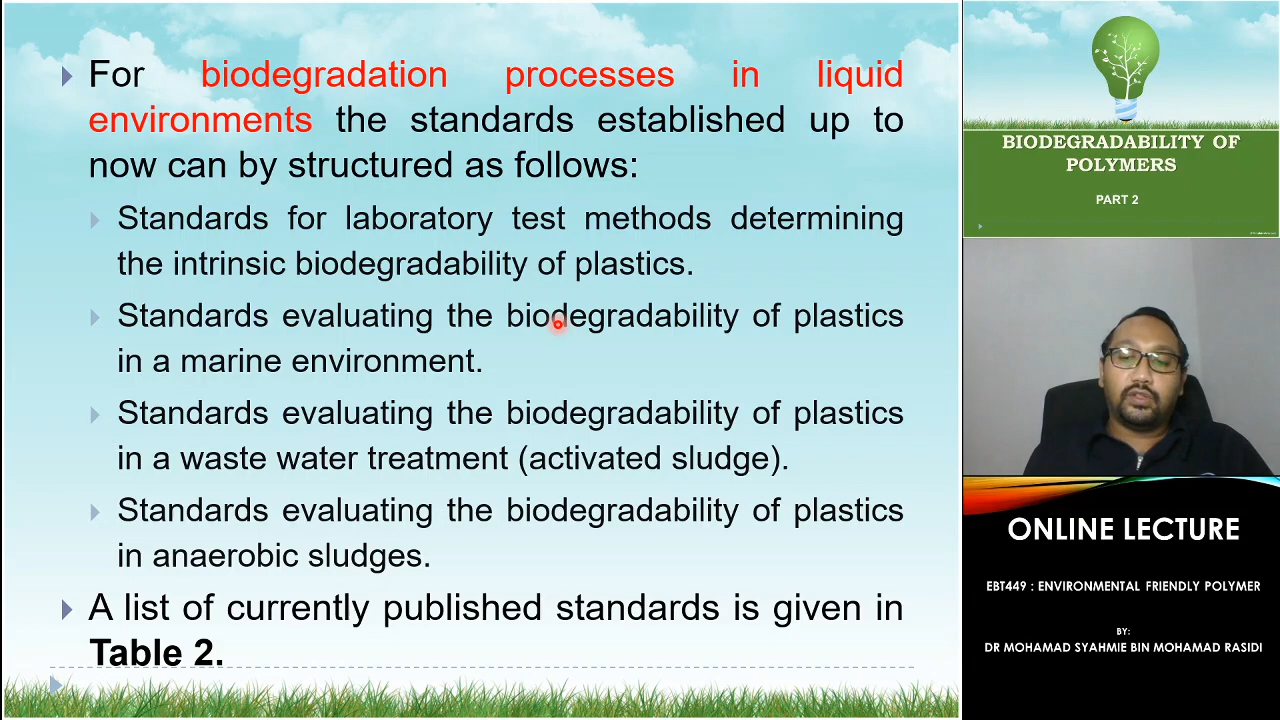 For biodegradation processes in liquid
environments the standards established up to
now can by structured as follows:
Standards for laboratory test methods determining
the intrinsic biodegradability of plastics.
Standards evaluating the biodegradability of plastics
in a marine environment.
Standards evaluating the biodegradability of plastics
in a waste water treatment (activated sludge).
Standards evaluating the biodegradability of plastics
in anaerobic sludges.
A list of currently published standards is given in
Table 2.
BIODEGRADABILITY OF
POLYMERS
PART 2
ONLINE LECTURE
EBT449 : ENVIRONMENTAL FRIENDLY POLYMER
BY:
DR MOHAMAD SYAHMIE BIN MOHAMAD RASIDI